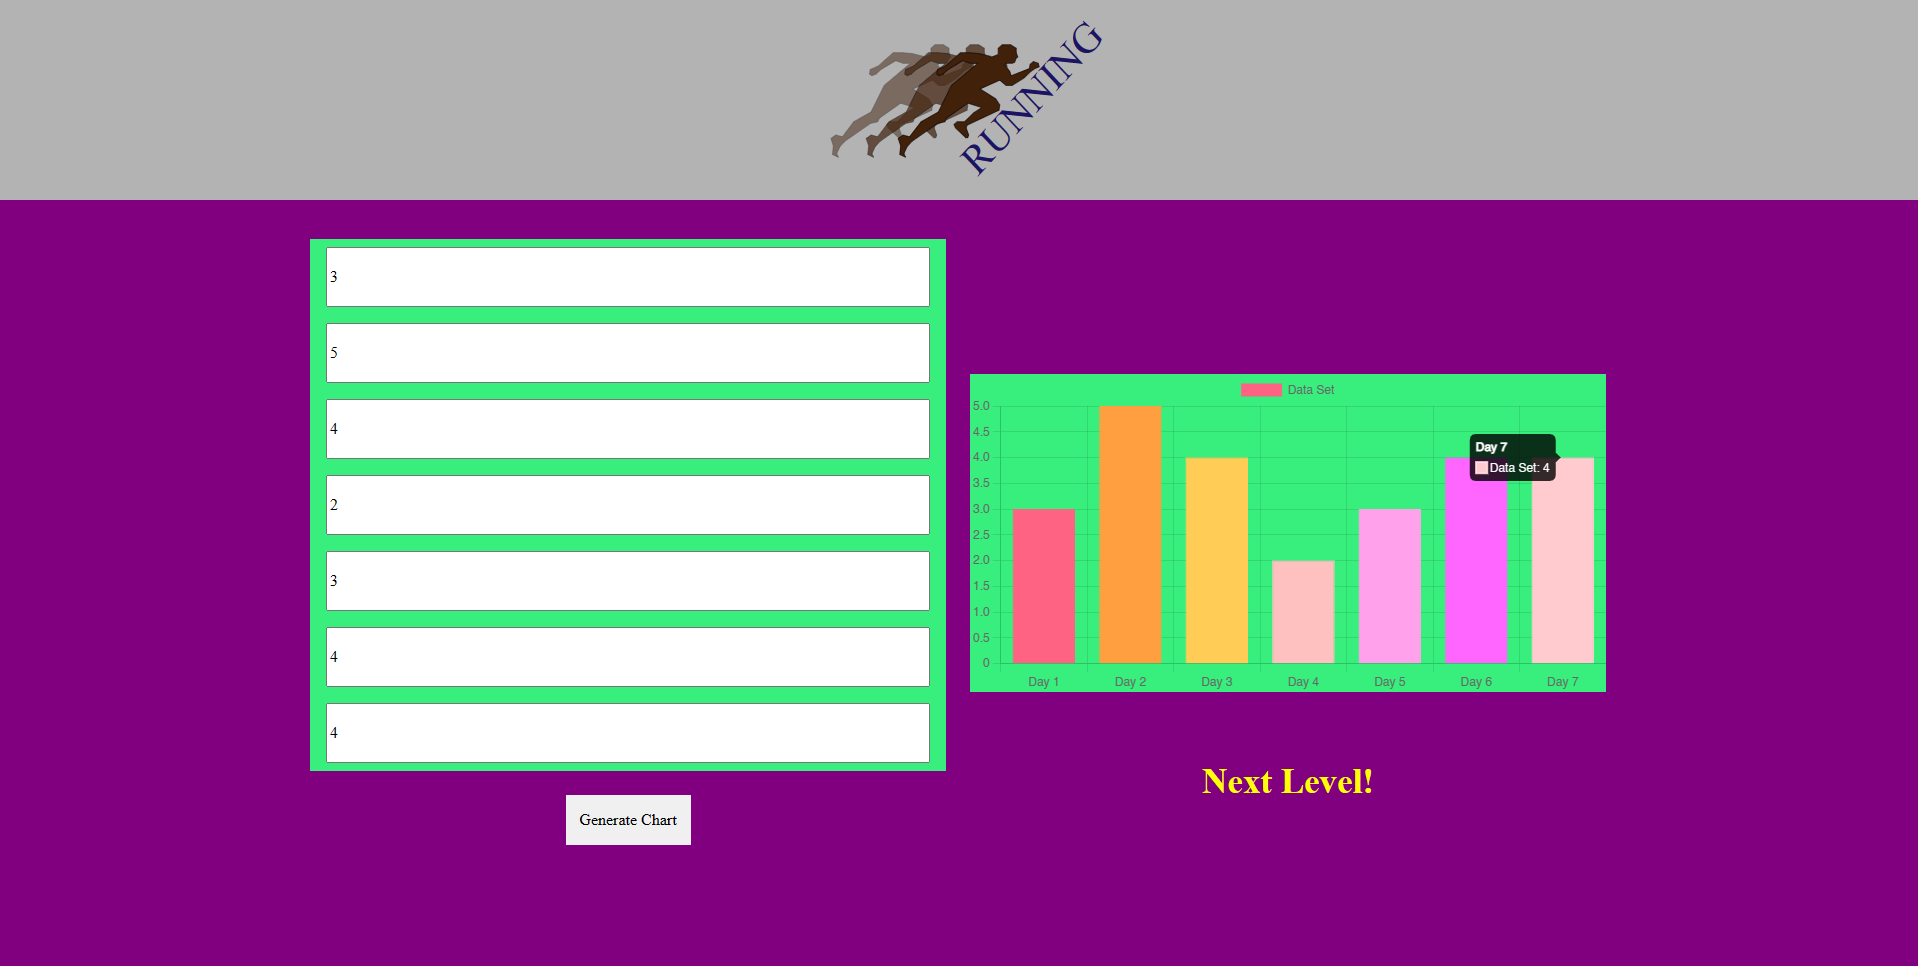 RUNNING
3
5
4
2
3
4
4
Generate Chart
Data Set
5.0
4.5
4.0
3.5
3.0
2.5
2.0
1.5
1.0
0.5
0
Day 7
Data Set: 4
Day 1 Day 2 Day 3 Day 4 Day 5 Day 6 Day 7
Next Level!